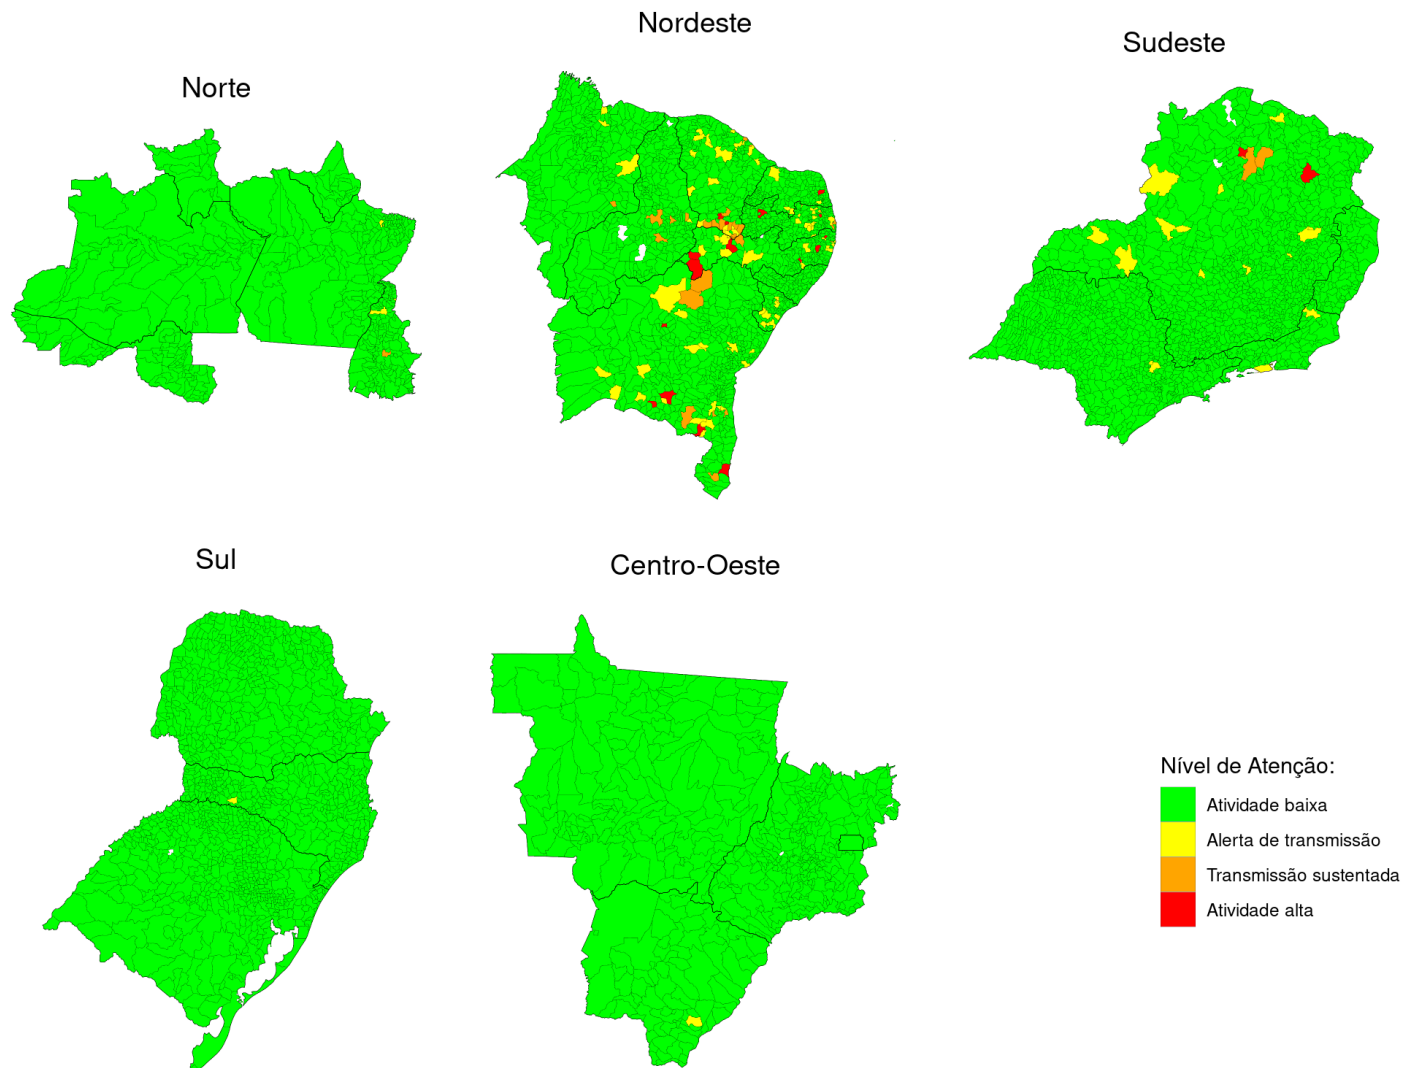 Nordeste
Sudeste
Norte
Sul
Centro-Oeste
Nível de Atenção:
Atividade baixa
Alerta de transmissão
Transmissão sustentada
Atividade alta